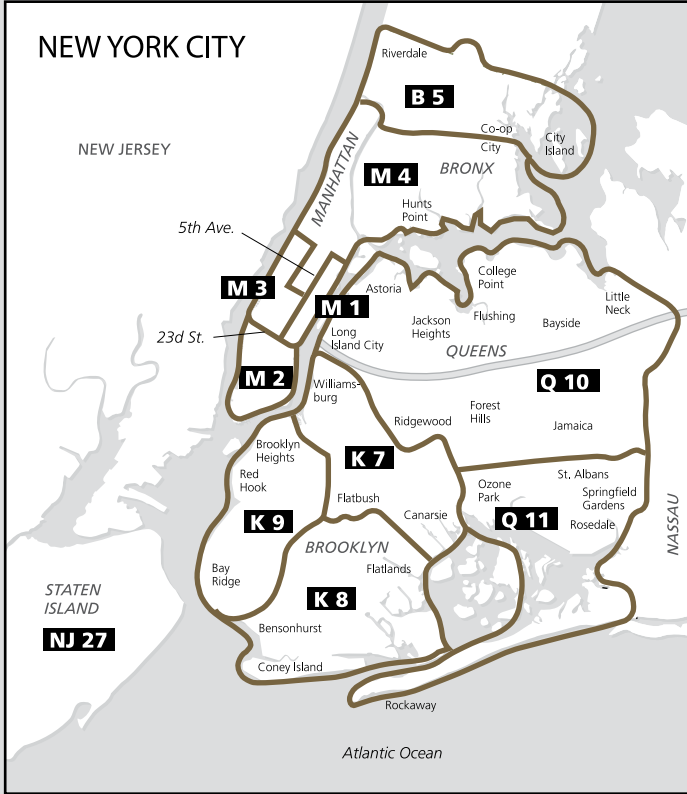 NEW YORK CITY
Riverdale
B 5
Co-op
City
City
Island
NEW JERSEY
MANHATTAN
M 4
BRONX
Hunts
Point
5th Ave.
College
Point
M 3
Astoria
M 1
Little
Neck
Jackson
Heights
Flushing
Bayside
23d St.
Long
Island City
QUEENS
M 2
Williams-
burg
Q 10
Ridgewood
Forest
Hills
Jamaica
Brooklyn
Heights
K 7
Red
Hook
St. Albans
Ozone
Park
Springfield
Gardens
Flatbush
Canarsie
Q 11
Rosedale
K 9
NASSAU
BROOKLYN
Bay
Ridge
Flatlands
STATEN
ISLAND
K 8
NJ 27
Bensonhurst
Coney Island
Rockaway
Atlantic Ocean